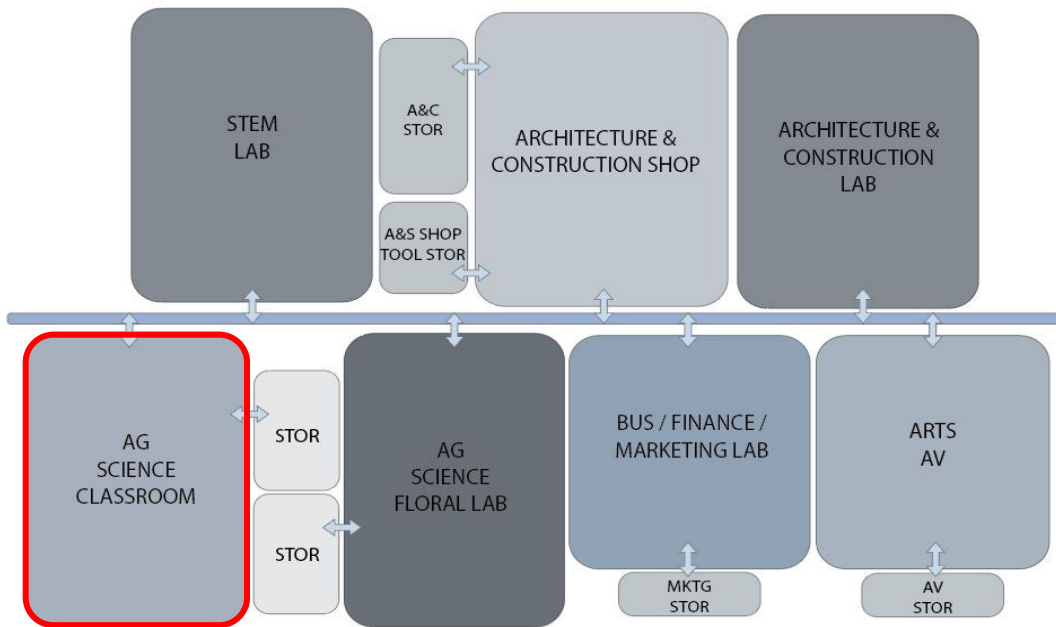 STEM
LAB
A&C
STOR
A&S SHOP
TOOL STOR
ARCHITECTURE &
CONSTRUCTION SHOP
ARCHITECTURE &
CONSTRUCTION
LAB
AG
SCIENCE
CLASSROOM
STOR
STOR
AG
SCIENCE
FLORAL LAB
BUS / FINANCE /
MARKETING LAB
MKTG
STOR
ARTS
AV
AV
STOR